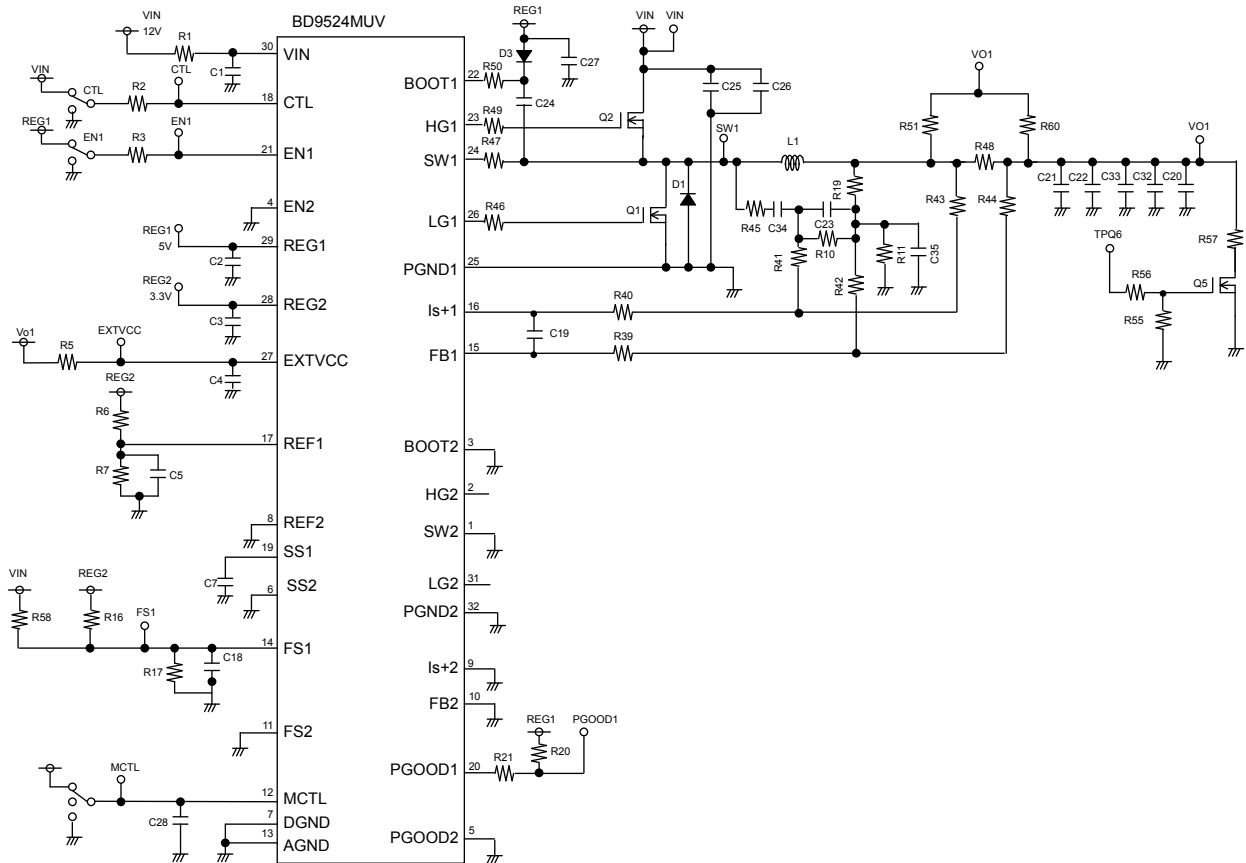 BD9524MUV
VIN
12V
R1
30
VIN
C1
VIN
CTL
R2
CTL
18
CTL
REG1
EN1
R3
EN1
21
EN1
4
EN2
REG1
5V
29
REG1
C2
REG2
3.3V
28
REG2
C3
Vo1
R5
EXTVCC
27
EXTVCC
C4
REG2
R6
17
REF1
R7
C5
8
REF2
19
SS1
C7
6
SS2
VIN
REG2
R58
R16
FS1
14
FS1
R17
C18
11
FS2
MCTL
12
MCTL
C28
7
DGND
13
AGND
REG1
D3
C27
BOOT1
22
R50
C24
HG1
23
R49
Q2
VIN
VIN
C25
C26
SW1
24
R47
SW1
L1
LG1
26
R46
Q1
D1
PGND1
25
Is+1
16
R40
C19
FB1
15
R39
R45
C34
C23
R10
R41
R19
R42
R11
C35
VO1
R51
R60
R48
R43
R44
C21
C22
C33
C32
C20
VO1
R57
TPQ6
R56
R55
Q5
BOOT2
3
HG2
2
SW2
1
LG2
31
PGND2
32
Is+2
9
FB2
10
REG1
PGOOD1
R20
PGOOD1
20
R21
PGOOD2
5